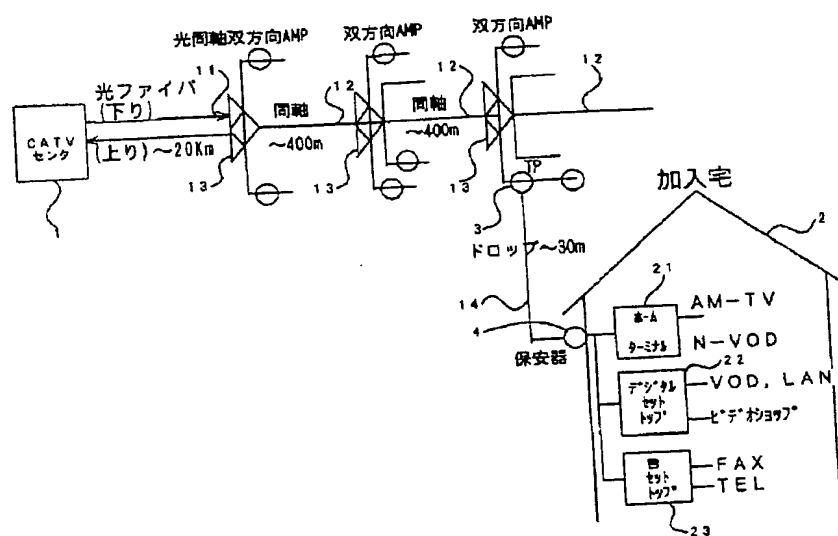 光同軸双方向AMP
双方向AMP
双方向AMP
光ファイバ
(下り)
11
同軸
12
同軸
12
12
CATV
センタ
(上り)~20Km
~400m
~400m
13
13
13
TP
3
加入宅
2
ドロップ~30m
14
4
保安器
21
ホーム
ターミナル
AM-TV
N-VOD
22
デジタル
セット
トップ
VOD, LAN
ビデオショップ
セット
トップ
FAX
TEL
23